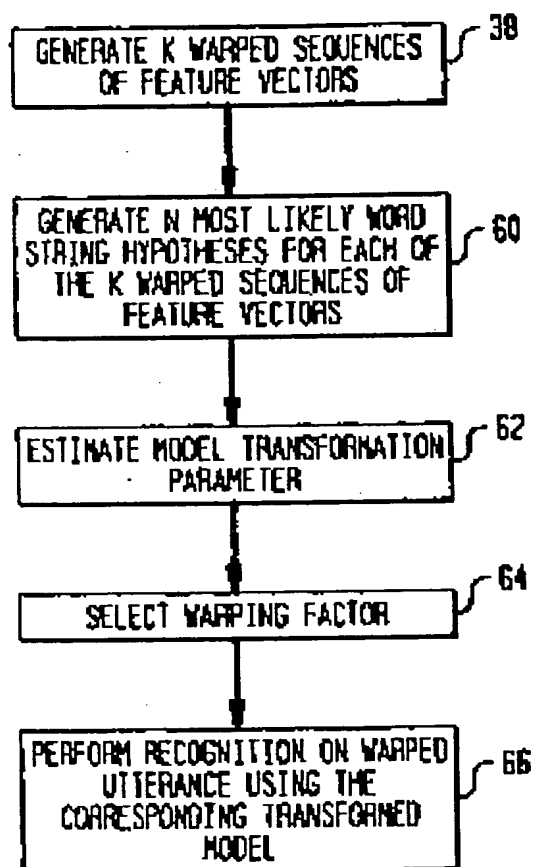 GENERATE K WARPED SEQUENCES
OF FEATURE VECTORS
38
GENERATE N MOST LIKELY WORD
STRING HYPOTHESES FOR EACH OF
THE K WARPED SEQUENCES OF
FEATURE VECTORS
60
ESTIMATE MODEL TRANSFORMATION
PARAMETER
62
SELECT WARPING FACTOR
64
PERFORM RECOGNITION ON WARPED
UTTERANCE USING THE
CORRESPONDING TRANSFORMED
MODEL
66